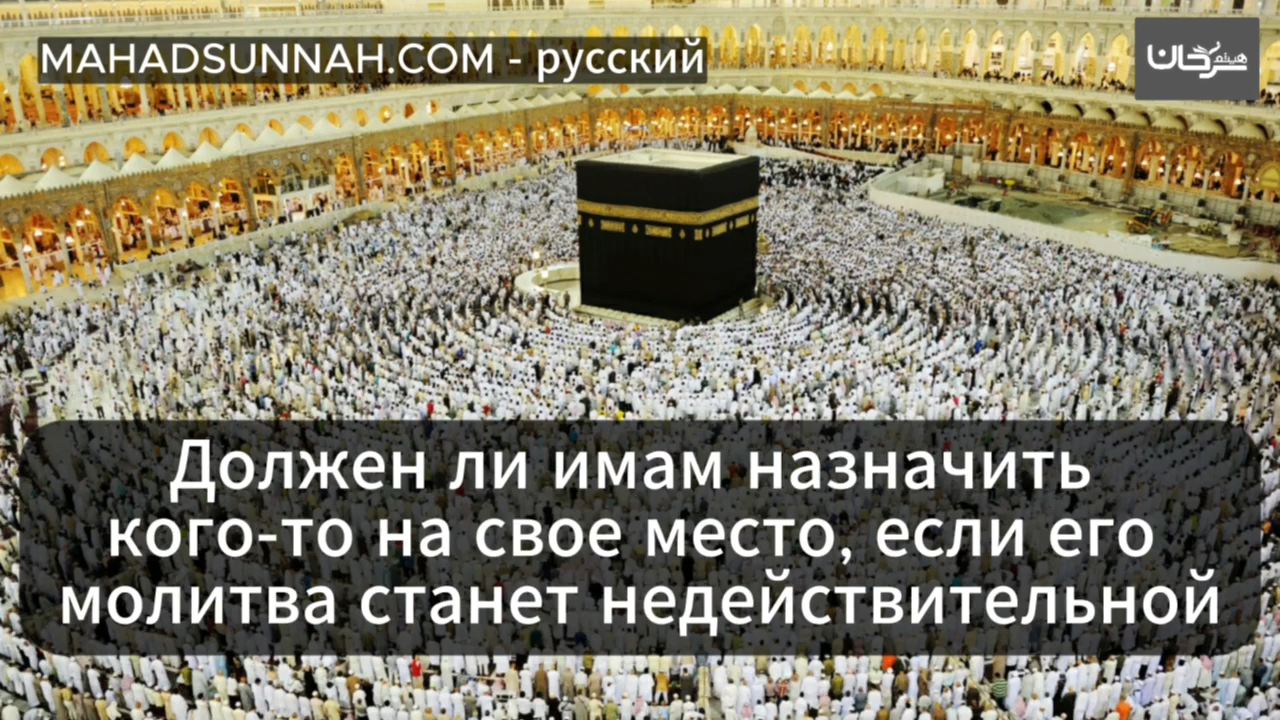 MAHADSUNNAH.COM - русский
Должен ли имам назначить
кого-то на свое место, если его
молитва станет недействительной